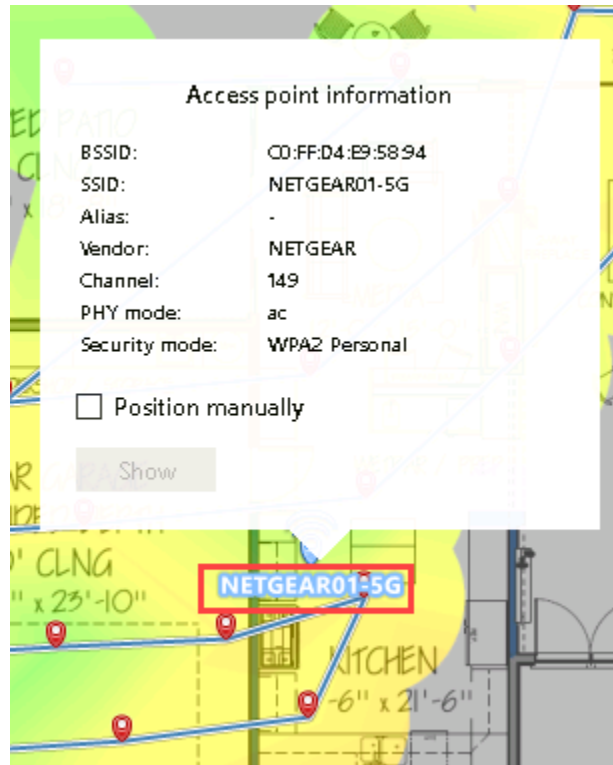 Access point information
BSSID: C0:FF:D4:E9:58:94
SSID: NETGEAR01-5G
Alias: -
Vendor: NETGEAR
Channel: 149
PHY mode: ac
Security mode: WPA2 Personal
Position manually
Show
' CLNG
" x 23'-10"
NETGEAR01-5G
KITCHEN
-6" x 21'-6"